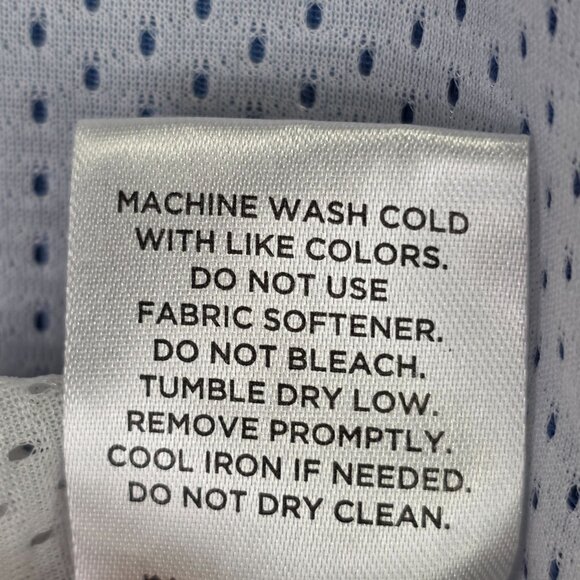 MACHINE WASH COLD
WITH LIKE COLORS.
DO NOT USE
FABRIC SOFTENER.
DO NOT BLEACH.
TUMBLE DRY LOW.
REMOVE PROMPTLY.
COOL IRON IF NEEDED.
DO NOT DRY CLEAN.